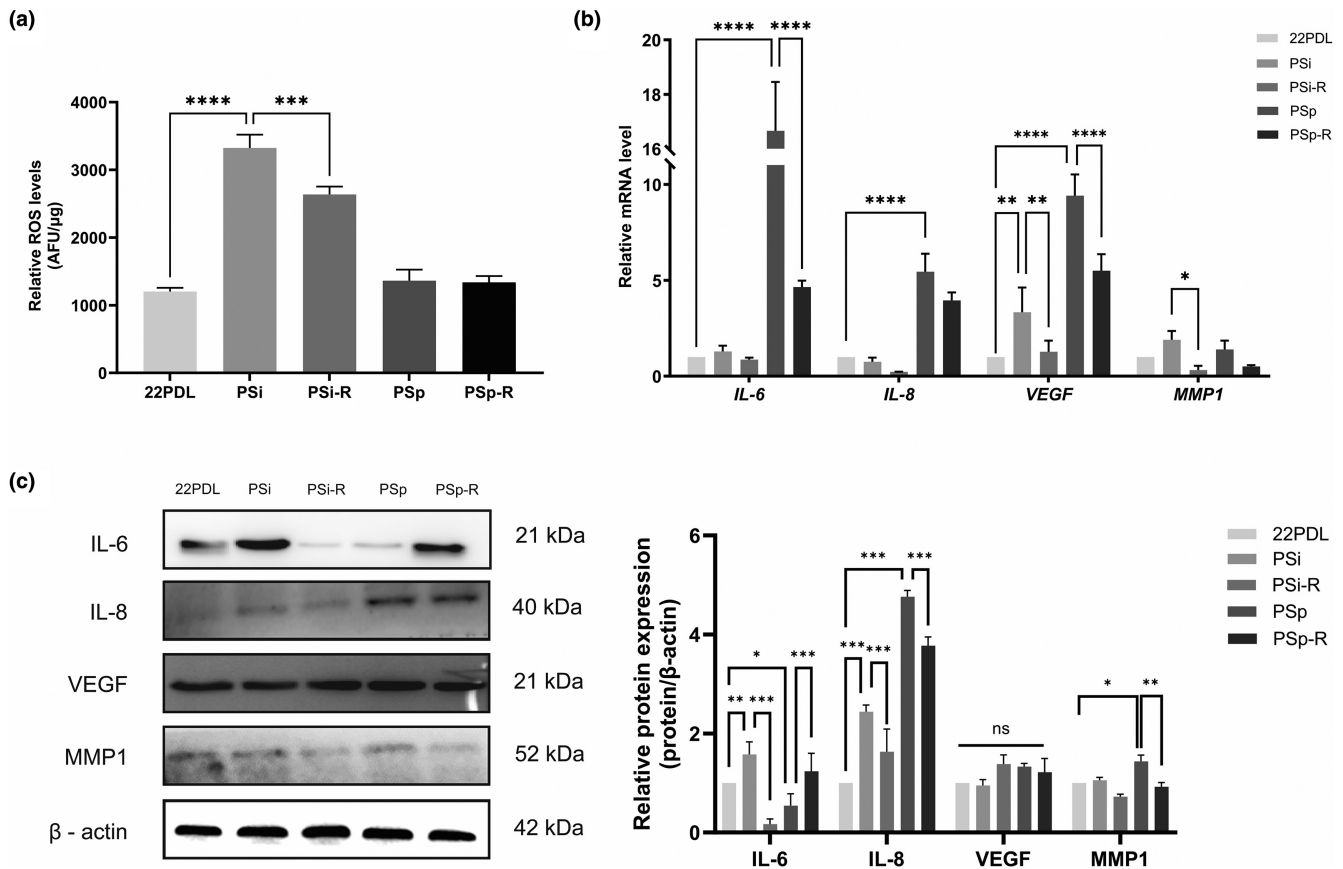 (a)
**** ***
4000
3000
2000
1000
0
Relative ROS levels
(AFU/μg)
22PDL PSi PSi-R PSp PSp-R
(b)
**** ****
****
**** ****
** **
*
20
18
16
10
5
0
Relative mRNA level
IL-6 IL-8 VEGF MMP1
22PDL
PSi
PSi-R
PSp
PSp-R
(c)
22PDL PSi PSi-R PSp PSp-R
IL-6 21 kDa
IL-8 40 kDa
VEGF 21 kDa
MMP1 52 kDa
β - actin 42 kDa
6
4
2
0
Relative protein expression
(protein/β-actin)
*** ***
*** ***
* ***
** ***
ns
* **
IL-6 IL-8 VEGF MMP1
22PDL
PSi
PSi-R
PSp
PSp-R